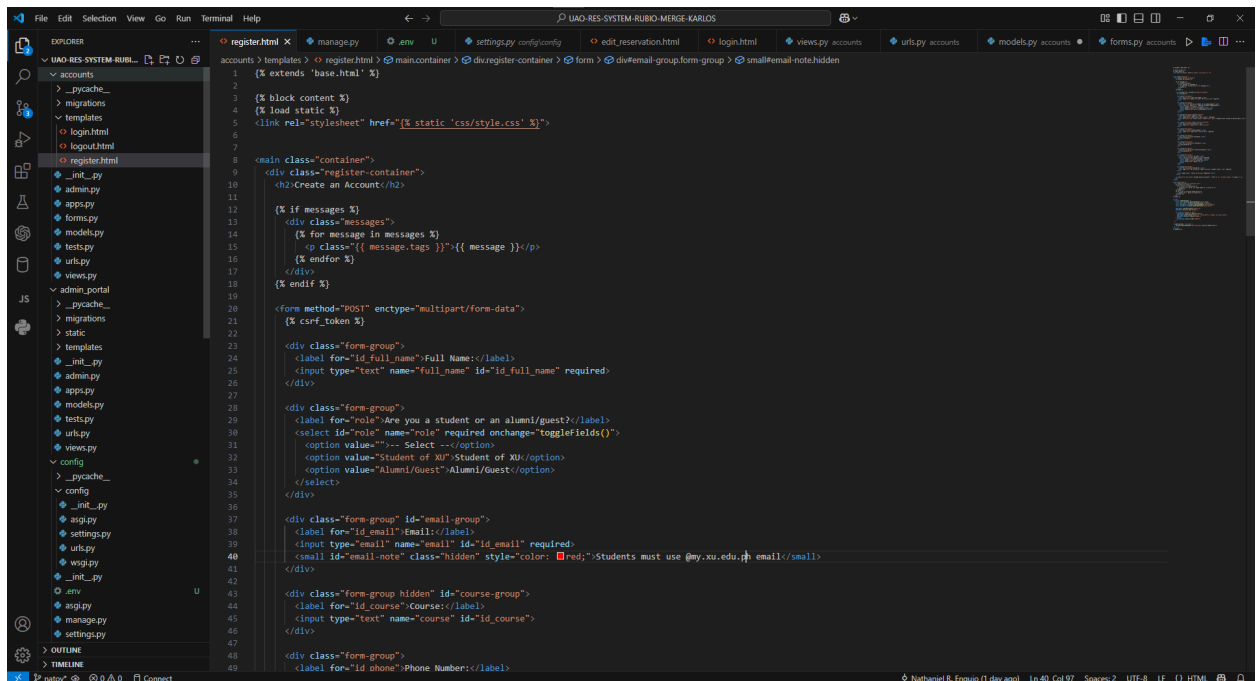 File Edit Selection View Go Run Terminal Help
UAO-RES-SYSTEM-RUBIO-MERGE-KARLOS
EXPLORER
register.html
manage.py
.env U
settings.py config\config
edit_reservation.html
login.html
views.py accounts
urls.py accounts
models.py accounts
forms.py accounts
UAO-RES-SYSTEM-RUBI...
accounts > templates > register.html > main.container > div.register-container > form > div#email-group.form-group > small#email-note.hidden
accounts
__pycache__
migrations
templates
login.html
logout.html
register.html
__init__.py
admin.py
apps.py
forms.py
models.py
tests.py
urls.py
views.py
admin_portal
__pycache__
migrations
static
templates
__init__.py
admin.py
apps.py
models.py
tests.py
urls.py
views.py
config
__pycache__
config
__init__.py
asgi.py
settings.py
urls.py
wsgi.py
__init__.py
.env U
asgi.py
manage.py
settings.py
OUTLINE
TIMELINE
JS
2
3
1 {% extends 'base.html' %}
2
3 {% block content %}
4 {% load static %}
5 <link rel="stylesheet" href="{% static 'css/style.css' %}">
6
7
8 <main class="container">
9 <div class="register-container">
10 <h2>Create an Account</h2>
11
12 {% if messages %}
13 <div class="messages">
14 {% for message in messages %}
15 <p class="{{ message.tags }}">{{ message }}</p>
16 {% endfor %}
17 </div>
18 {% endif %}
19
20 <form method="POST" enctype="multipart/form-data">
21 {% csrf_token %}
22
23 <div class="form-group">
24 <label for="id_full_name">Full Name:</label>
25 <input type="text" name="full_name" id="id_full_name" required>
26 </div>
27
28 <div class="form-group">
29 <label for="role">Are you a student or an alumni/guest?</label>
30 <select id="role" name="role" required onchange="toggleFields()">
31 <option value="">-- Select --</option>
32 <option value="Student of XU">Student of XU</option>
33 <option value="Alumni/Guest">Alumni/Guest</option>
34 </select>
35 </div>
36
37 <div class="form-group" id="email-group">
38 <label for="id_email">Email:</label>
39 <input type="email" name="email" id="id_email" required>
40 <small id="email-note" class="hidden" style="color: red;">Students must use @my.xu.edu.ph email</small>
41 </div>
42
43 <div class="form-group hidden" id="course-group">
44 <label for="id_course">Course:</label>
45 <input type="text" name="course" id="id_course">
46 </div>
47
48 <div class="form-group">
49 <label for="id_phone">Phone Number:</label>
natoy* 0 0 Connect
Nathaniel R. Enguio (1 day ago) Ln 40, Col 97 Spaces: 2 UTF-8 LF HTML